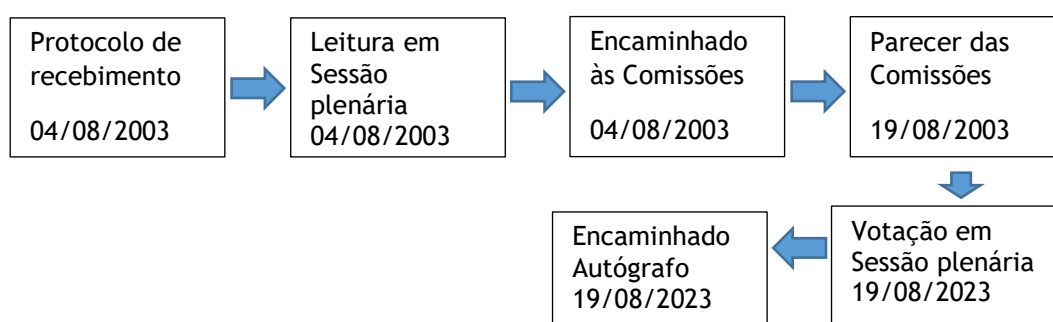 Protocolo de
recebimento
04/08/2003
Leitura em
Sessão
plenária
04/08/2003
Encaminhado
às Comissões
04/08/2003
Parecer das
Comissões
19/08/2003
Votação em
Sessão plenária
19/08/2023
Encaminhado
Autógrafo
19/08/2023